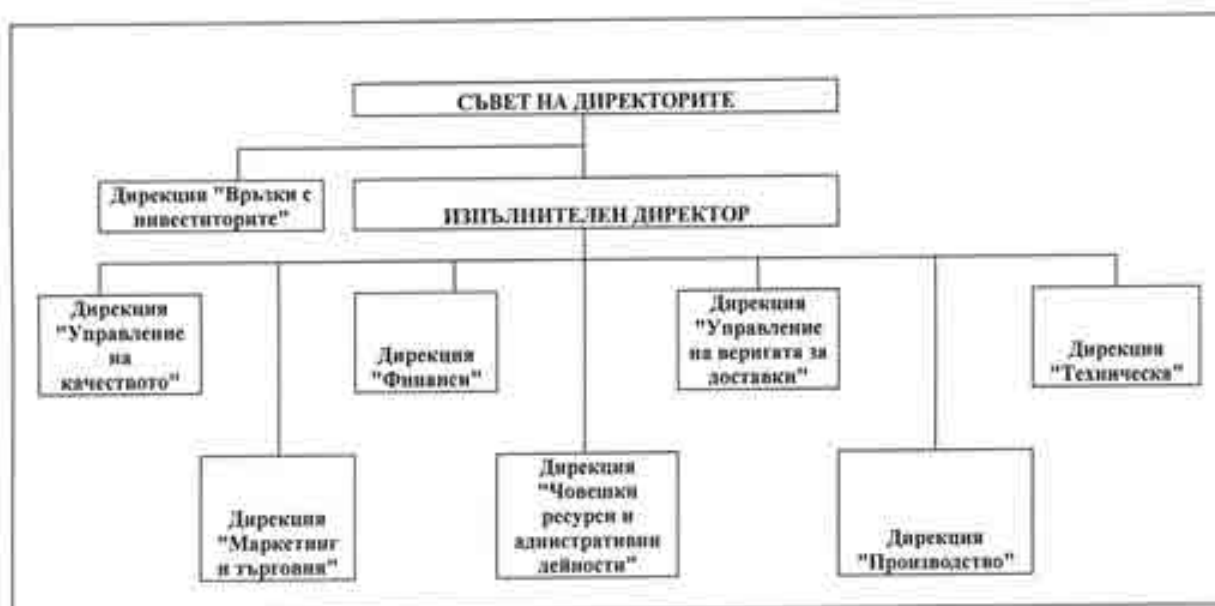 СЪВЕТ НА ДИРЕКТОРИТЕ
Дирекция "Връзки с
инвеститорите"
ИЗПЪЛНИТЕЛЕН ДИРЕКТОР
Дирекция
"Управление
на
качеството"
Дирекция
"Финанси"
Дирекция
"Управление
на веригата за
доставки"
Дирекция
"Техническа"
Дирекция
"Маркетинг
и търговия"
Дирекция
"Човешки
ресурси и
адинстративни
дейности"
Дирекция
"Производство"